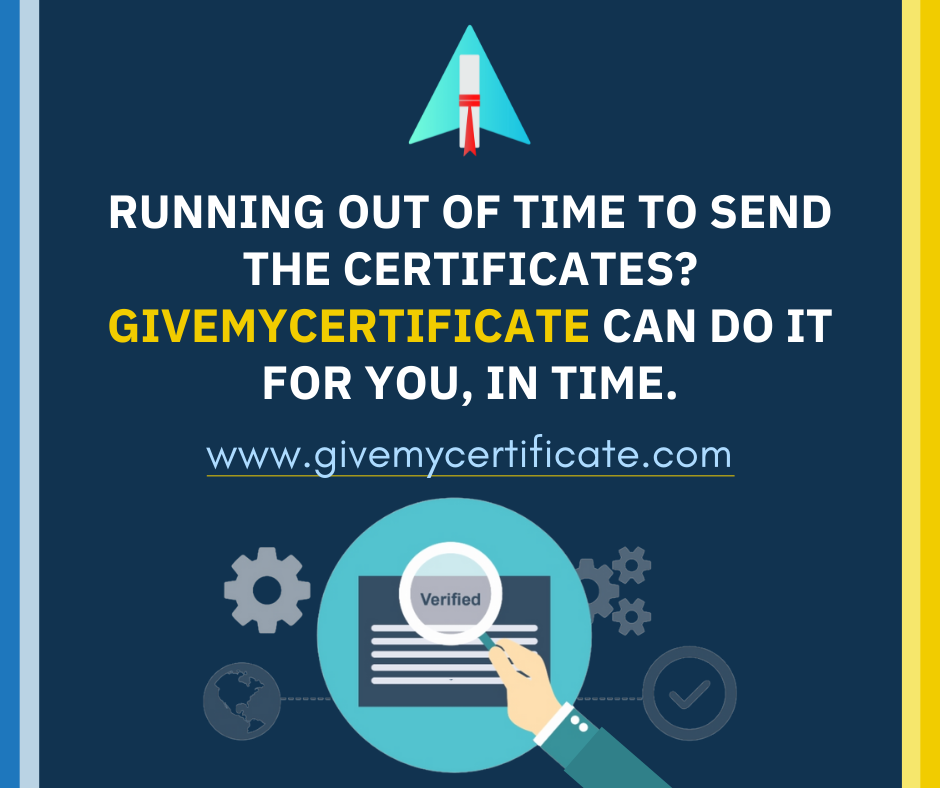 RUNNING OUT OF TIME TO SEND
THE CERTIFICATES?
GIVEMYCERTIFICATE CAN DO IT
FOR YOU, IN TIME.
www.givemycertificate.com
Verified